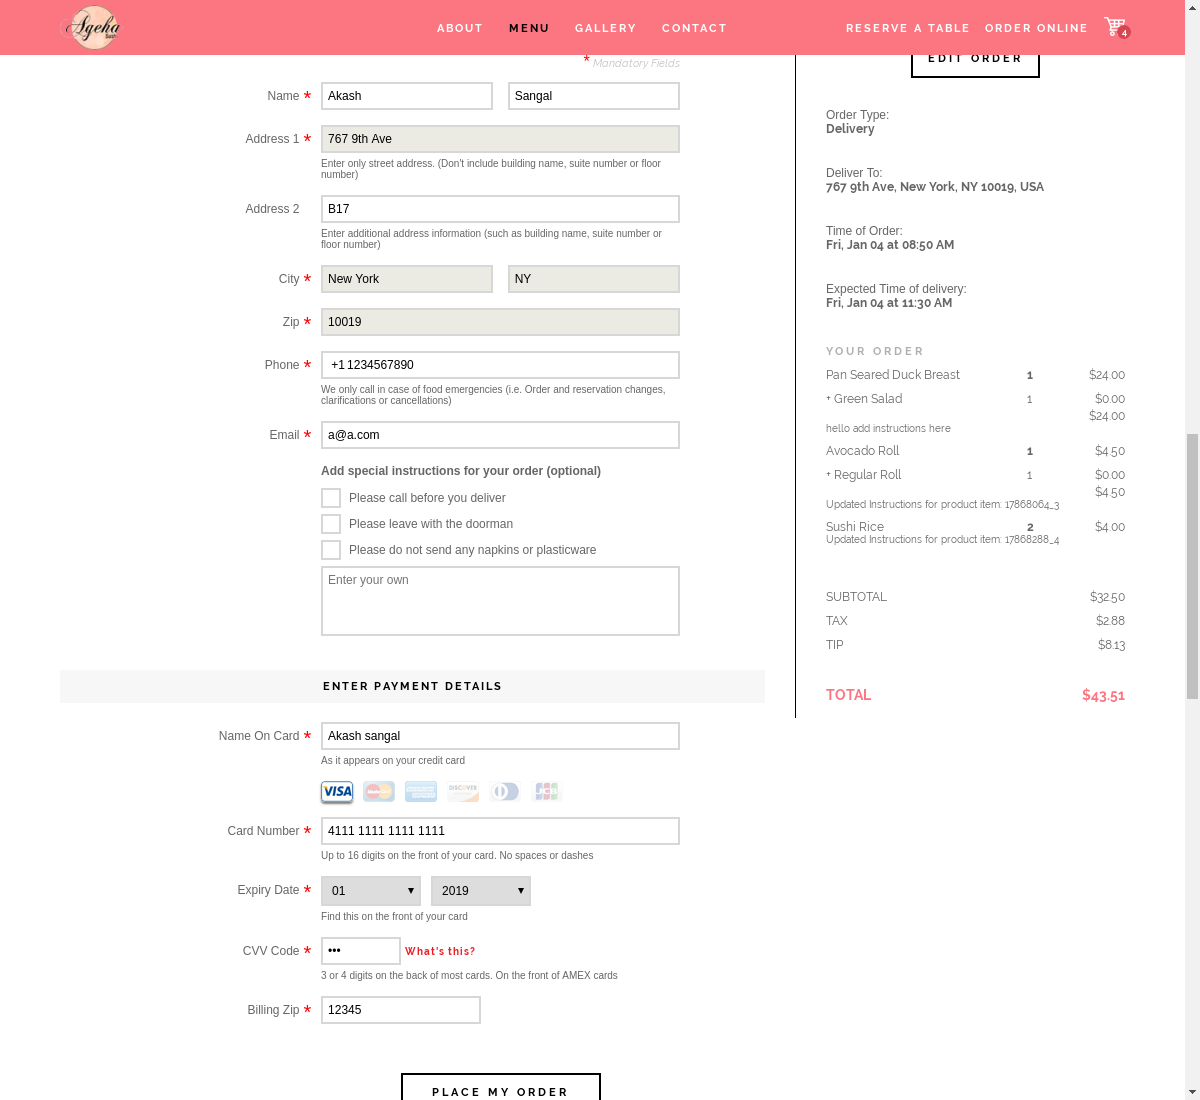 Ageha
Sushi
ABOUT MENU GALLERY CONTACT RESERVE A TABLE ORDER ONLINE 4
* Mandatory Fields
Name * Akash Sangal
Address 1 * 767 9th Ave
Enter only street address. (Don't include building name, suite number or floor
number)
Address 2 B17
Enter additional address information (such as building name, suite number or
floor number)
City * New York NY
Zip * 10019
Phone * +1 1234567890
We only call in case of food emergencies (i.e. Order and reservation changes,
clarifications or cancellations)
Email * a@a.com
Add special instructions for your order (optional)
Please call before you deliver
Please leave with the doorman
Please do not send any napkins or plasticware
Enter your own
ENTER PAYMENT DETAILS
Name On Card * Akash sangal
As it appears on your credit card
VISA MasterCard AMERICAN EXPRESS DISCOVER JCB
Card Number * 4111 1111 1111 1111
Up to 16 digits on the front of your card. No spaces or dashes
Expiry Date * 01 2019
Find this on the front of your card
CVV Code * ••• What's this?
3 or 4 digits on the back of most cards. On the front of AMEX cards
Billing Zip * 12345
PLACE MY ORDER
EDIT ORDER
Order Type:
Delivery
Deliver To:
767 9th Ave, New York, NY 10019, USA
Time of Order:
Fri, Jan 04 at 08:50 AM
Expected Time of delivery:
Fri, Jan 04 at 11:30 AM
YOUR ORDER
Pan Seared Duck Breast 1 $24.00
+ Green Salad 1 $0.00
$24.00
hello add instructions here
Avocado Roll 1 $4.50
+ Regular Roll 1 $0.00
$4.50
Updated Instructions for product item: 17868064_3
Sushi Rice 2 $4.00
Updated Instructions for product item: 17868288_4
SUBTOTAL $32.50
TAX $2.88
TIP $8.13
TOTAL $43.51